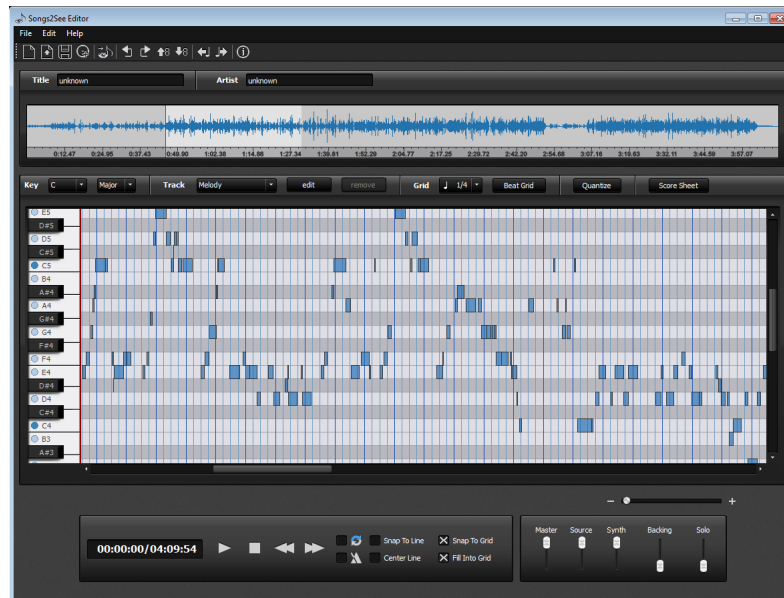 Songs2See Editor
File Edit Help
Title unknown Artist unknown
0:12.47 0:24.95 0:37.43 0:49.90 1:02.38 1:14.86 1:27.34 1:39.81 1:52.29 2:04.77 2:17.25 2:29.72 2:42.20 2:54.68 3:07.16 3:19.63 3:32.11 3:44.59 3:57.07
Key C Major Track Melody edit remove Grid 1/4 Beat Grid Quantize Score Sheet
E5
D#5
D5
C#5
C5
B4
A#4
A4
G#4
G4
F#4
F4
E4
D#4
D4
C#4
C4
B3
A#3
Master Source Synth Backing Solo
00:00:00/04:09:54 Snap To Line Snap To Grid
Center Line Fill Into Grid